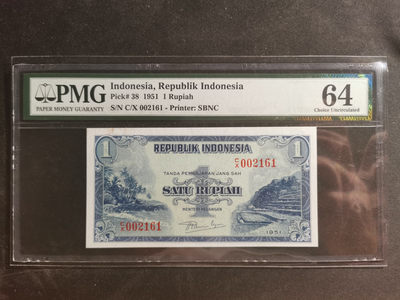 PMG
PAPER MONEY GUARANTY
Indonesia, Republik Indonesia
Pick# 38 1951 1 Rupiah
S/N C/X 002161 - Printer: SBNC
64
Choice Uncirculated
1
REPUBLIK INDONESIA
1
C/X 002161
TANDA PEMBAJARAN JANG SAH
SATU RUPIAH
MENTERI KEUANGAN
C/X 002161
1951